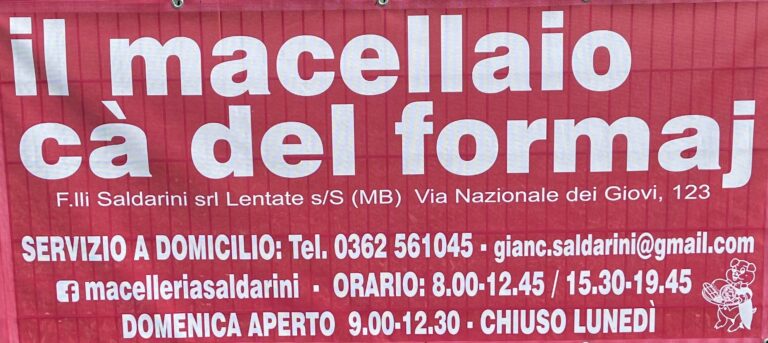 il macellaio
cà del formaj
F.lli Saldarini srl Lentate s/S (MB) Via Nazionale dei Giovi, 123
SERVIZIO A DOMICILIO: Tel. 0362 561045 - gianc.saldarini@gmail.com
macelleriasaldarini - ORARIO: 8.00-12.45 / 15.30-19.45
DOMENICA APERTO 9.00-12.30 - CHIUSO LUNEDÌ